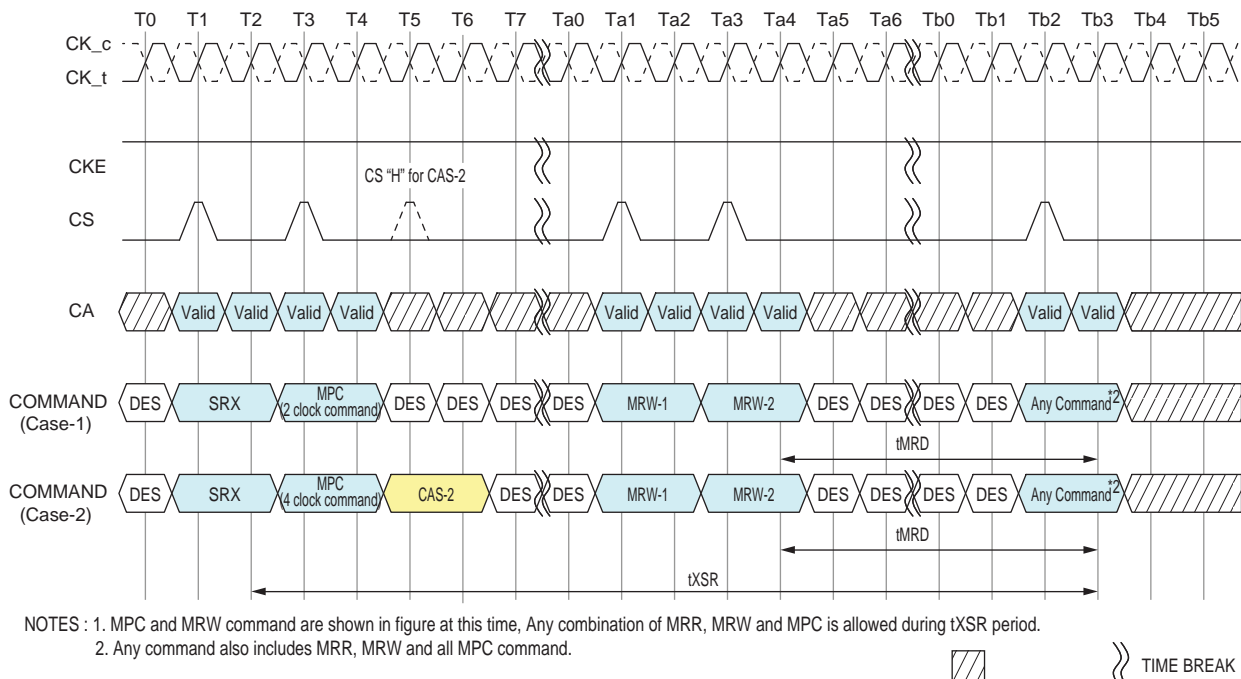 T0 T1 T2 T3 T4 T5 T6 T7 Ta0 Ta1 Ta2 Ta3 Ta4 Ta5 Ta6 Tb0 Tb1 Tb2 Tb3 Tb4 Tb5
CK_c
CK_t
CKE
CS “H” for CAS-2
CS
CA Valid Valid Valid Valid Valid Valid Valid Valid Valid Valid
COMMAND
(Case-1)
DES SRX MPC
(2 clock command)
DES DES DES DES MRW-1 MRW-2 DES DES DES DES Any Command*2
tMRD
COMMAND
(Case-2)
DES SRX MPC
(4 clock command)
CAS-2 DES DES MRW-1 MRW-2 DES DES DES DES Any Command*2
tMRD
tXSR
NOTES : 1. MPC and MRW command are shown in figure at this time, Any combination of MRR, MRW and MPC is allowed during tXSR period.
2. Any command also includes MRR, MRW and all MPC command.
TIME BREAK